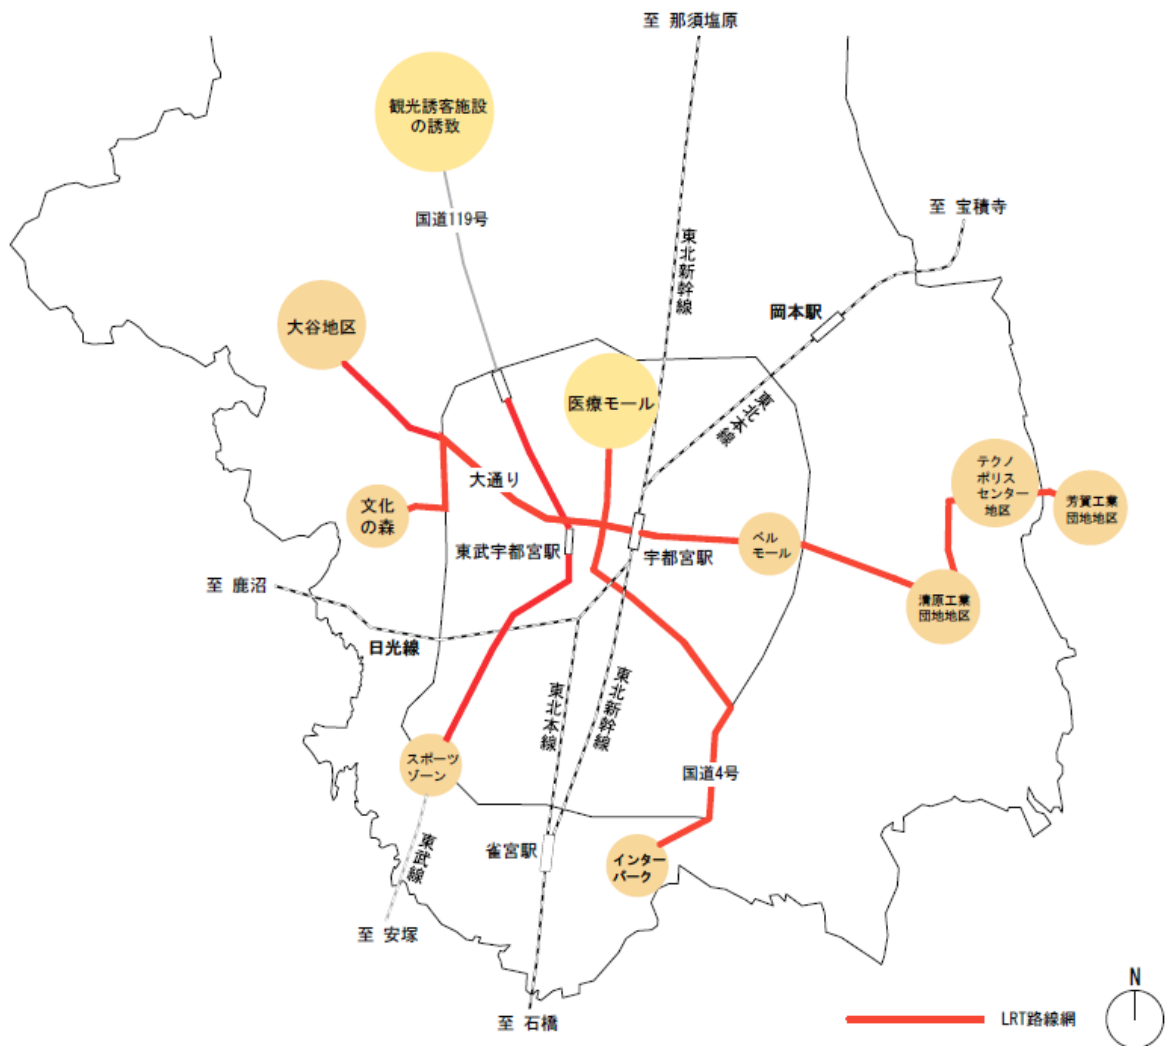 至 那須塩原
観光誘客施設
の誘致
至 宝積寺
国道119号
東北新幹線
岡本駅
大谷地区
医療モール
東北本線
大通り
テクノ
ポリス
センター
地区
芳賀工業
団地地区
文化
の森
東武宇都宮駅
宇都宮駅
ベル
モール
至 鹿沼
清原工業
団地地区
日光線
東北本線
東北新幹線
スポーツ
ゾーン
国道4号
東武線
雀宮駅
インター
パーク
至 安塚
至 石橋
N
LRT路線網